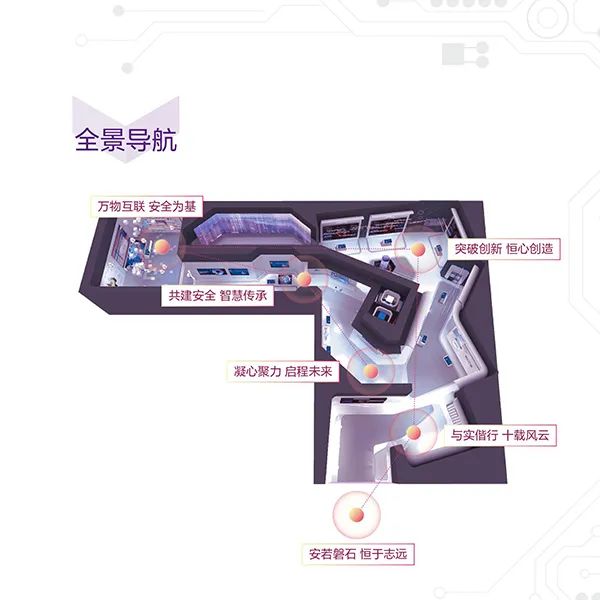 全景导航
万物互联 安全为基
突破创新 恒心创造
共建安全 智慧传承
凝心聚力 启程未来
与实偕行 十载风云
安若磐石 恒于志远